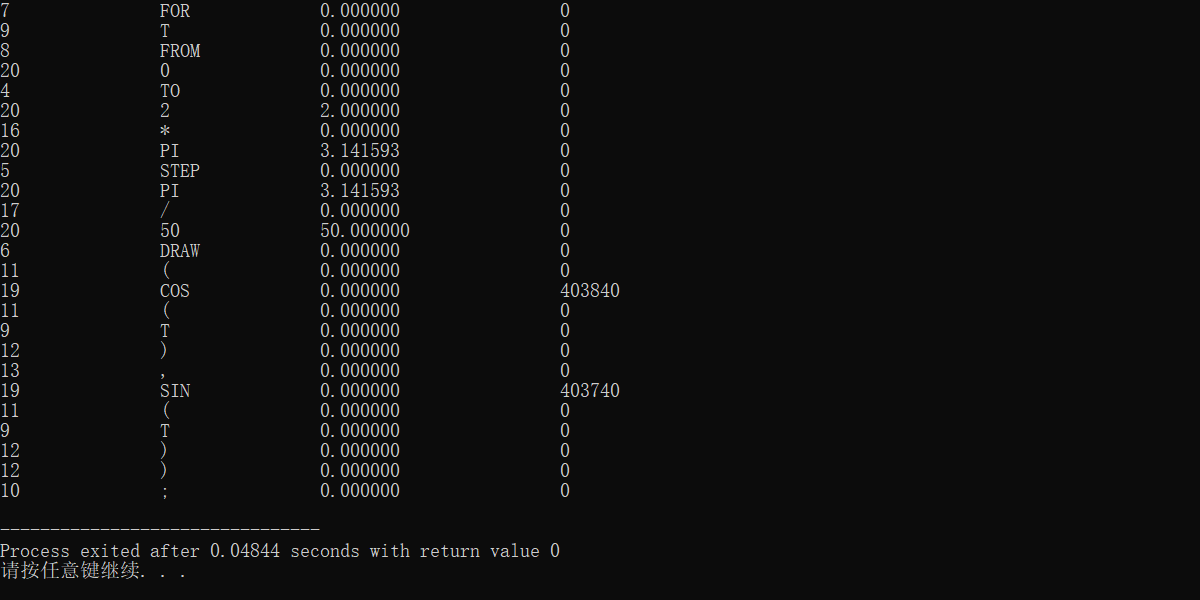 7 FOR 0.000000 0
9 T 0.000000 0
8 FROM 0.000000 0
20 0 0.000000 0
4 TO 0.000000 0
20 2 2.000000 0
16 * 0.000000 0
20 PI 3.141593 0
5 STEP 0.000000 0
20 PI 3.141593 0
17 / 0.000000 0
20 50 50.000000 0
6 DRAW 0.000000 0
11 ( 0.000000 0
19 COS 0.000000 403840
11 ( 0.000000 0
9 T 0.000000 0
12 ) 0.000000 0
13 , 0.000000 0
19 SIN 0.000000 403740
11 ( 0.000000 0
9 T 0.000000 0
12 ) 0.000000 0
12 ) 0.000000 0
10 ; 0.000000 0
--------------------------------
Process exited after 0.04844 seconds with return value 0
请按任意键继续. . .